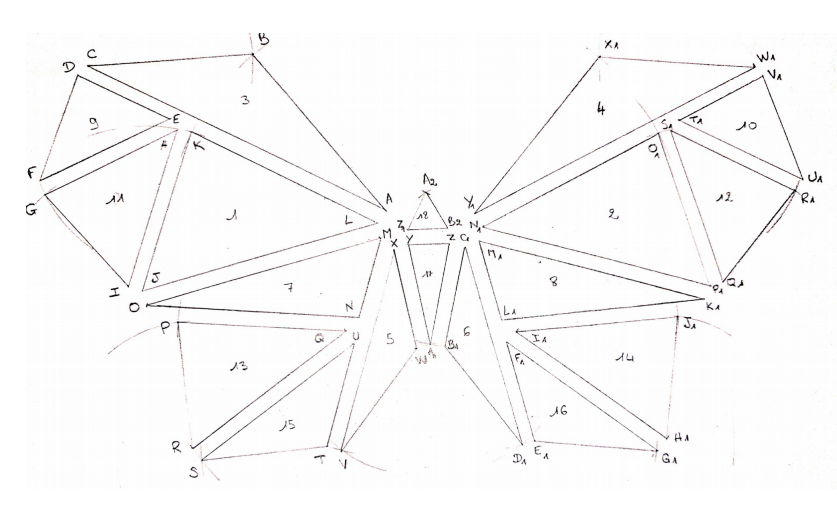 B
X1
C
W1
D
V1
3
4
9
E
S1
T1
10
H
K
O1
F
U1
G
A2
R1
11
A
Y1
12
1
L
Z1
18
B2
N1
2
M
X
Y
Z
C1
M1
I
J
7
17
8
P1
Q1
O
N
L1
K1
P
Q
U
5
W
B1
6
I1
J1
F1
13
14
15
16
R
S
T
V
D1
E1
G1
H1